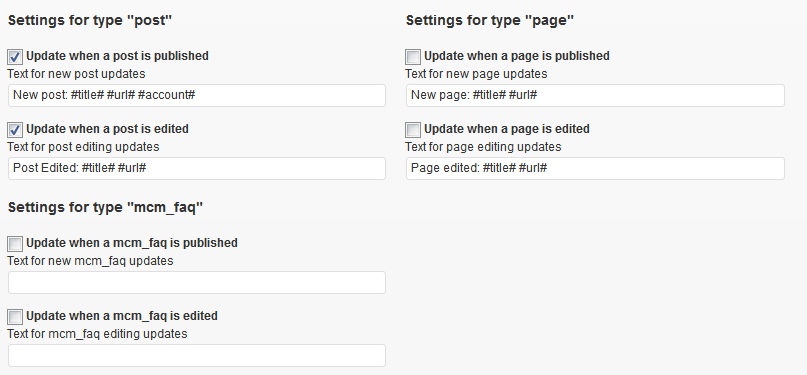 Settings for type "post"
Update when a post is published
Text for new post updates
New post: #title# #url# #account#
Update when a post is edited
Text for post editing updates
Post Edited: #title# #url#
Settings for type "page"
Update when a page is published
Text for new page updates
New page: #title# #url#
Update when a page is edited
Text for page editing updates
Page edited: #title# #url#
Settings for type "mcm_faq"
Update when a mcm_faq is published
Text for new mcm_faq updates
Update when a mcm_faq is edited
Text for mcm_faq editing updates